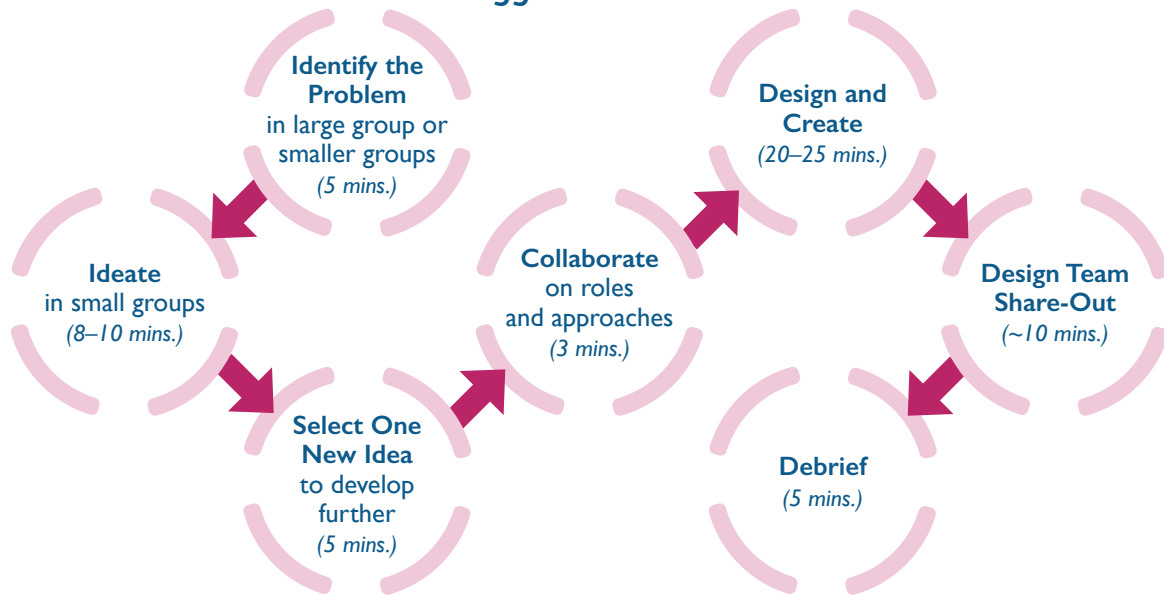 Identify the
Problem
in large group or
smaller groups
(5 mins.)
Ideate
in small groups
(8–10 mins.)
Select One
New Idea
to develop
further
(5 mins.)
Collaborate
on roles
and approaches
(3 mins.)
Design and
Create
(20–25 mins.)
Design Team
Share-Out
(~10 mins.)
Debrief
(5 mins.)